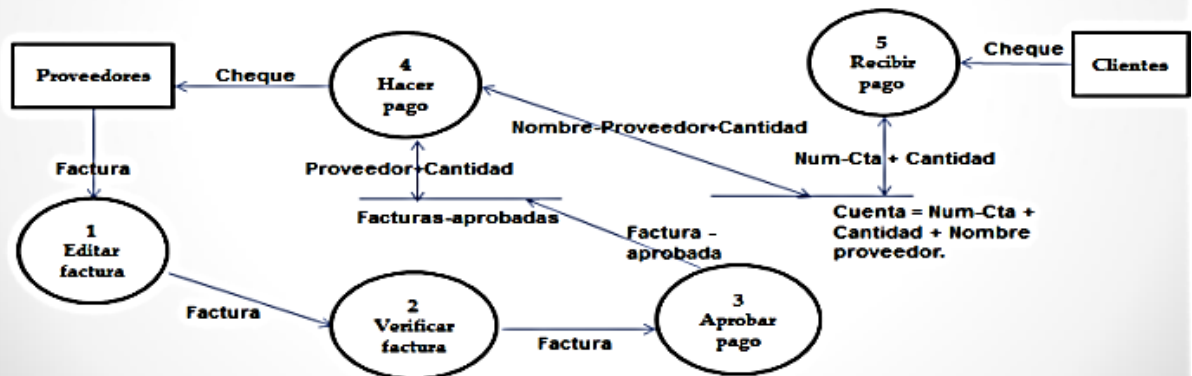 Proveedores
Cheque
4
Hacer
pago
5
Recibir
pago
Cheque
Clientes
Nombre-Proveedor+Cantidad
Factura
Proveedor+Cantidad
Num-Cta + Cantidad
Facturas-aprobadas
Cuenta = Num-Cta +
Cantidad + Nombre
proveedor.
1
Editar
factura
Factura -
aprobada
Factura
2
Verificar
factura
Factura
3
Aprobar
pago